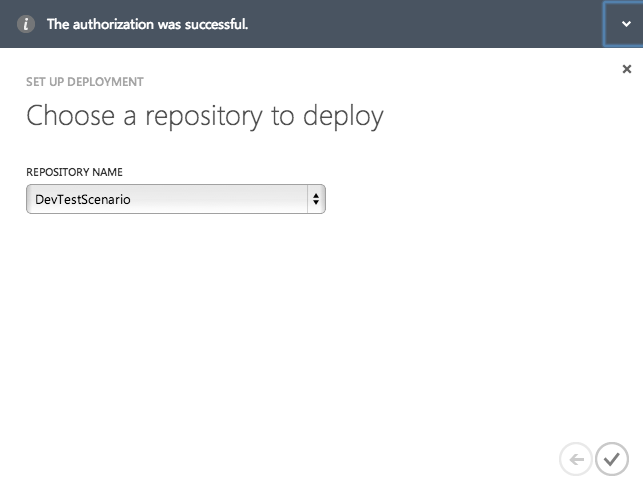 The authorization was successful.
SET UP DEPLOYMENT
Choose a repository to deploy
REPOSITORY NAME
DevTestScenario